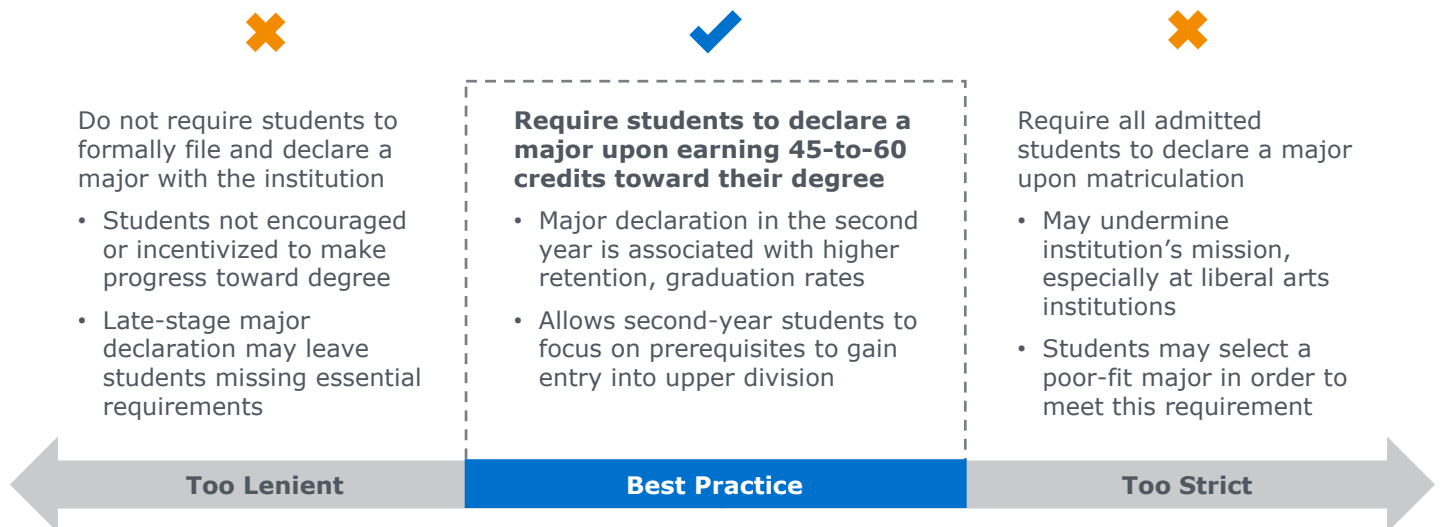 Do not require students to
formally file and declare a
major with the institution
• Students not encouraged
or incentivized to make
progress toward degree
• Late-stage major
declaration may leave
students missing essential
requirements
Require students to declare a
major upon earning 45-to-60
credits toward their degree
• Major declaration in the second
year is associated with higher
retention, graduation rates
• Allows second-year students to
focus on prerequisites to gain
entry into upper division
Require all admitted
students to declare a major
upon matriculation
• May undermine
institution’s mission,
especially at liberal arts
institutions
• Students may select a
poor-fit major in order to
meet this requirement
Too Lenient
Best Practice
Too Strict